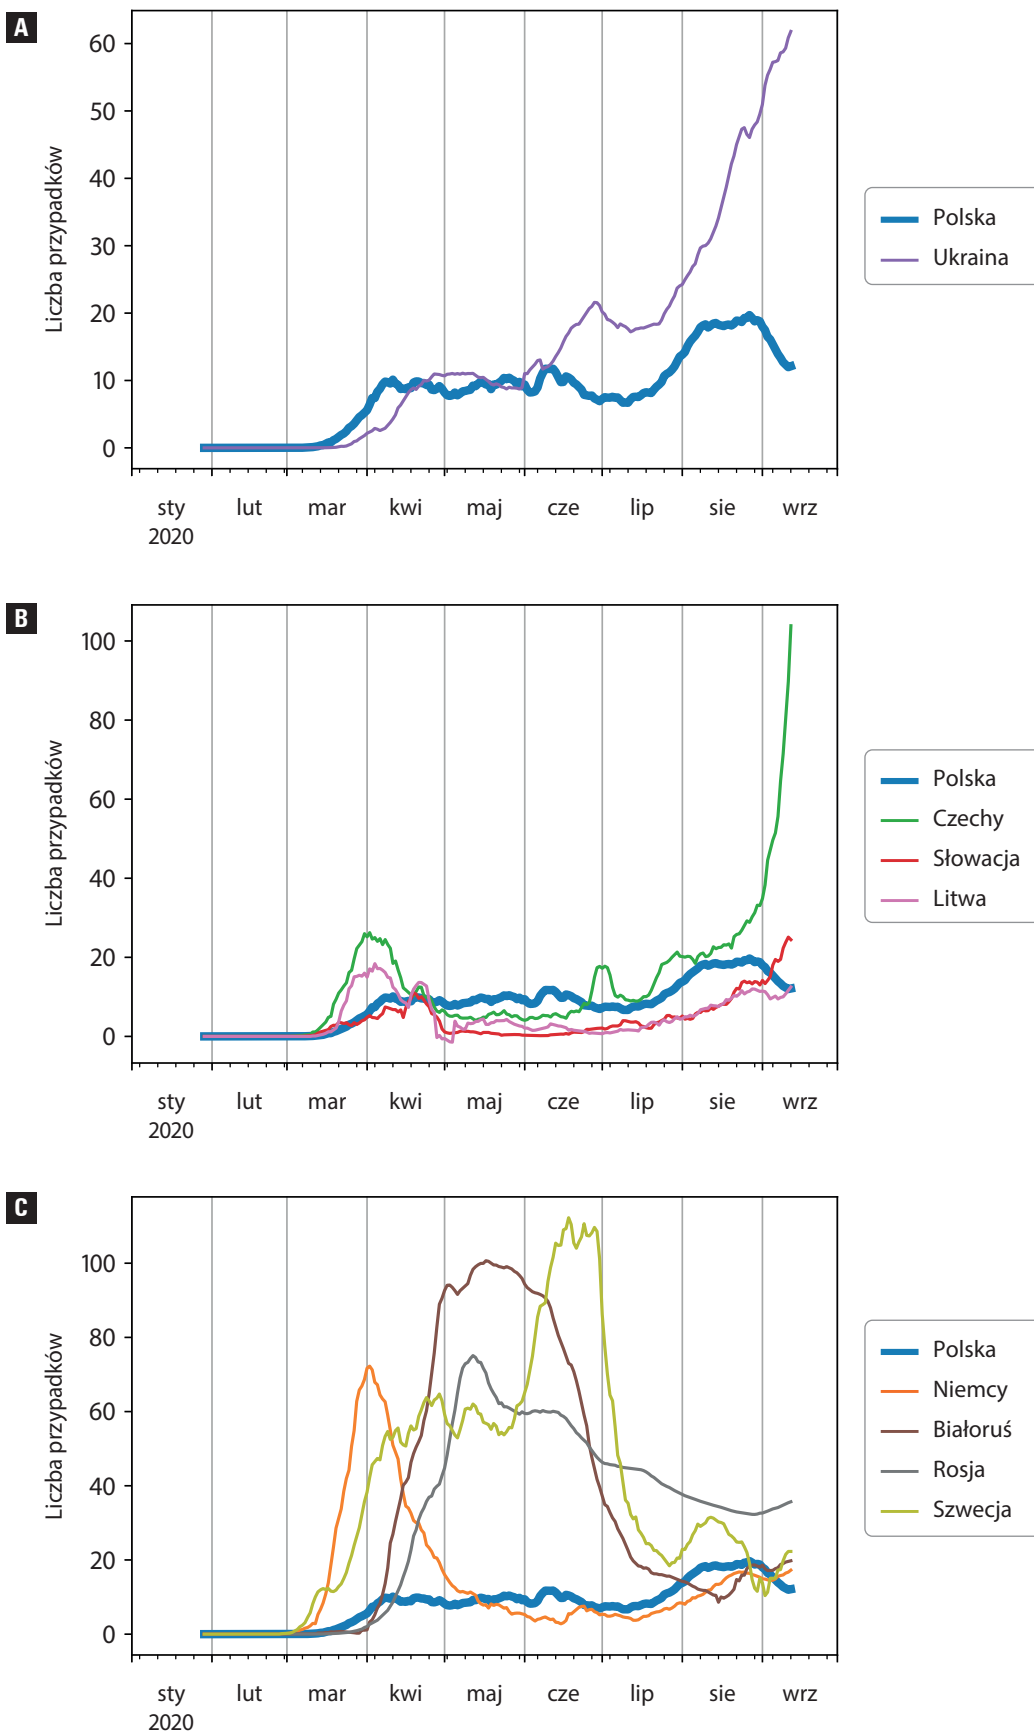 A
60
50
40
30
20
10
0
Liczba przypadków
sty lut mar kwi maj cze lip sie wrz
2020
Polska
Ukraina
B
100
80
60
40
20
0
Liczba przypadków
sty lut mar kwi maj cze lip sie wrz
2020
Polska
Czechy
Słowacja
Litwa
C
100
80
60
40
20
0
Liczba przypadków
sty lut mar kwi maj cze lip sie wrz
2020
Polska
Niemcy
Białoruś
Rosja
Szwecja